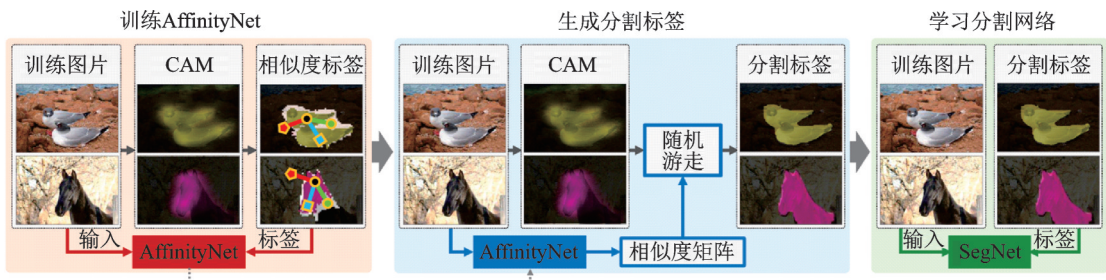 训练AffinityNet
生成分割标签
学习分割网络
训练图片
CAM
相似度标签
训练图片
CAM
分割标签
训练图片
分割标签
随机
游走
输入
AffinityNet
标签
AffinityNet
相似度矩阵
输入
SegNet
标签